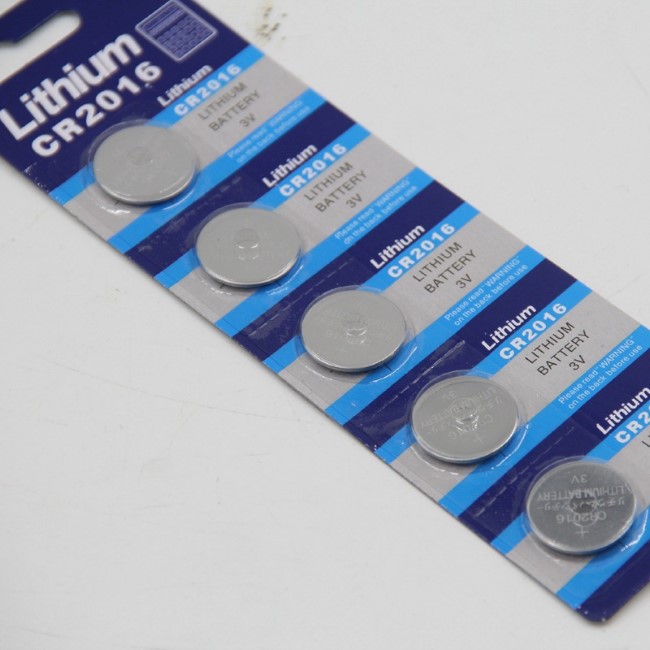 Lithium
CR2016
Lithium
CR2016
LITHIUM
BATTERY
3V
Please read "WARNING
on the back before use
Lithium
CR2016
LITHIUM
BATTERY
3V
Please read "WARNING
on the back before use
Lithium
CR2016
LITHIUM
BATTERY
3V
Please read "WARNING
on the back before use
Lithium
CR2016
LITHIUM
BATTERY
3V
Please read "WARNING
on the back before use
Lithium
CR2
CR2016
LITHIUM BATTERY
3V